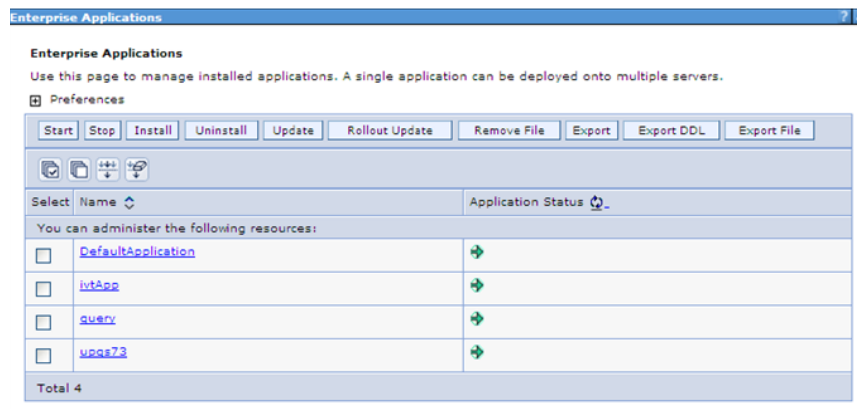 Enterprise Applications ?
Enterprise Applications
Use this page to manage installed applications. A single application can be deployed onto multiple servers.
Preferences
Start Stop Install Uninstall Update Rollout Update Remove File Export Export DDL Export File
Select Name Application Status
You can administer the following resources:
DefaultApplication
ivtApp
query
upgs73
Total 4